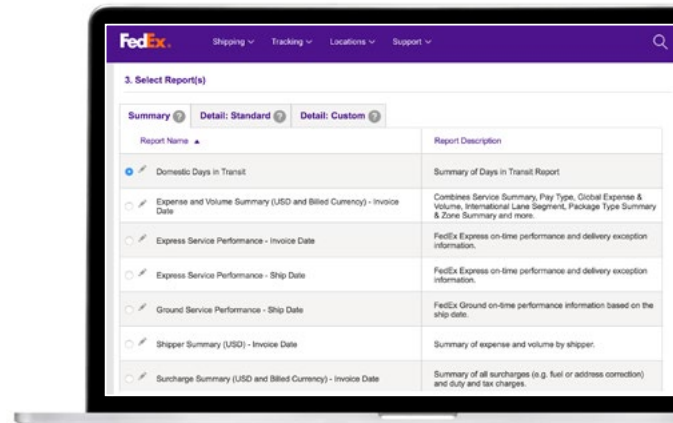 FedEx.
Shipping
Tracking
Locations
Support
3. Select Report(s)
Summary ?
Detail: Standard ?
Detail: Custom ?
Report Name ▲
Report Description
Domestic Days in Transit
Summary of Days in Transit Report
Expense and Volume Summary (USD and Billed Currency) - Invoice
Date
Combines Service Summary, Pay Type, Global Expense &
Volume, International Lane Segment, Package Type Summary
& Zone Summary and more.
Express Service Performance - Invoice Date
FedEx Express on-time performance and delivery exception
information.
Express Service Performance - Ship Date
FedEx Express on-time performance and delivery exception
information.
Ground Service Performance - Ship Date
FedEx Ground on-time performance information based on the
ship date.
Shipper Summary (USD) - Invoice Date
Summary of expense and volume by shipper.
Surcharge Summary (USD and Billed Currency) - Invoice Date
Summary of all surcharges (e.g. fuel or address correction)
and duty and tax charges.